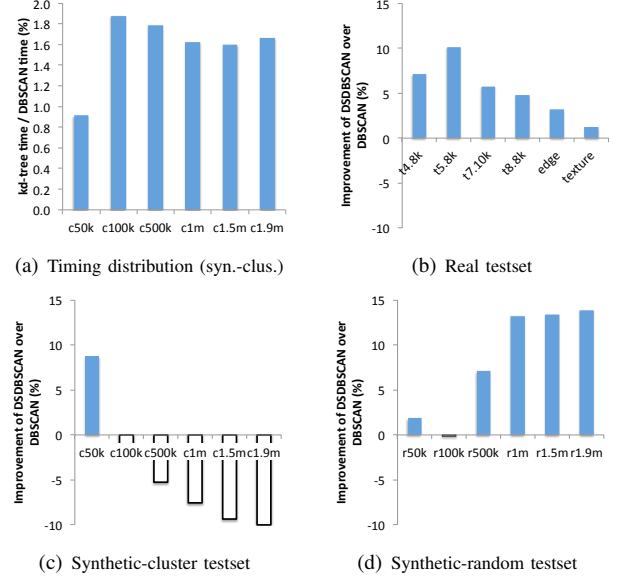 kd-tree time / DBSCAN time (%)
2.0
1.8
1.6
1.4
1.2
1.0
0.8
0.6
0.4
0.2
0.0
c50k c100k c500k c1m c1.5m c1.9m
(a) Timing distribution (syn.-clus.)
Improvement of DSDBSCAN over
DBSCAN (%)
15
10
5
0
-5
-10
t4.8k t5.8k t7.10k t8.8k edge texture
(b) Real testset
Improvement of DSDBSCAN over
DBSCAN (%)
15
10
5
0
-5
-10
c50k c100k c500k c1m c1.5m c1.9m
(c) Synthetic-cluster testset
Improvement of DSDBSCAN over
DBSCAN (%)
15
10
5
0
-5
-10
r50k r100k r500k r1m r1.5m r1.9m
(d) Synthetic-random testset